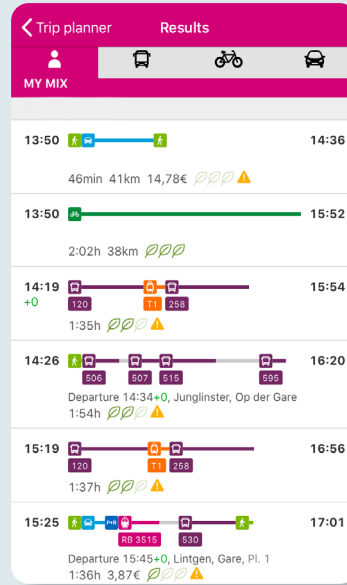 Trip planner Results
MY MIX
13:50 14:36
46min 41km 14,78€
13:50 15:52
2:02h 38km
14:19 15:54
+0 120 T1 258
1:35h
14:26 16:20
506 507 515 595
Departure 14:34+0, Junglinster, Op der Gare
1:54h
15:19 16:56
120 T1 258
1:37h
15:25 P+R 17:01
RB 3515 530
Departure 15:45+0, Lintgen, Gare, Pl. 1
1:36h 3,87€